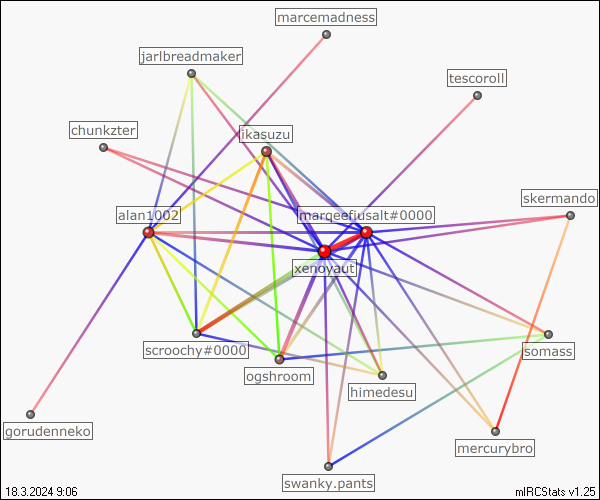 marcemadness
jarlbreadmaker
tescoroll
chunkzter
ikasuzu
skermando
alan1002
marqeefiusalt#0000
xenoyaut
scroochy#0000
somass
ogshroom
himedesu
gorudenneko
mercurybro
swanky.pants
18.3.2024 9:06
mIRCStats v1.25